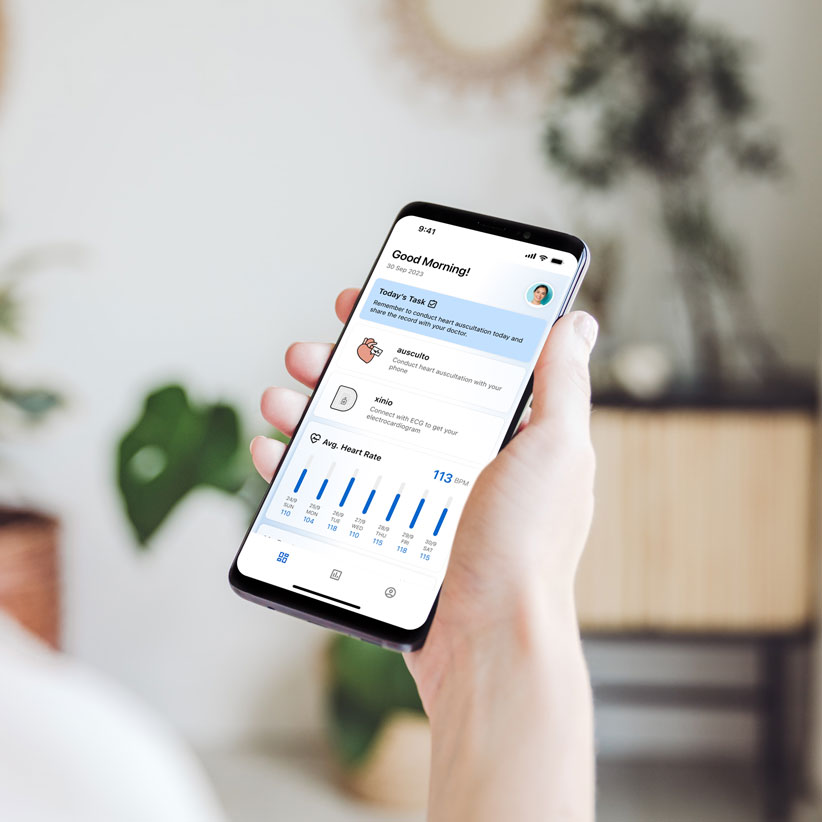 9:41
Good Morning!
30 Sep 2023
Today's Task
Remember to conduct heart auscultation today and
share the record with your doctor.
ausculto
Conduct heart auscultation with your
phone
xinio
Connect with ECG to get your
electrocardiogram
Avg. Heart Rate
113 BPM
24/9 25/9 26/9 27/9 28/9 29/9 30/9
SUN MON TUE WED THU FRI SAT
110 104 118 110 115 118 115